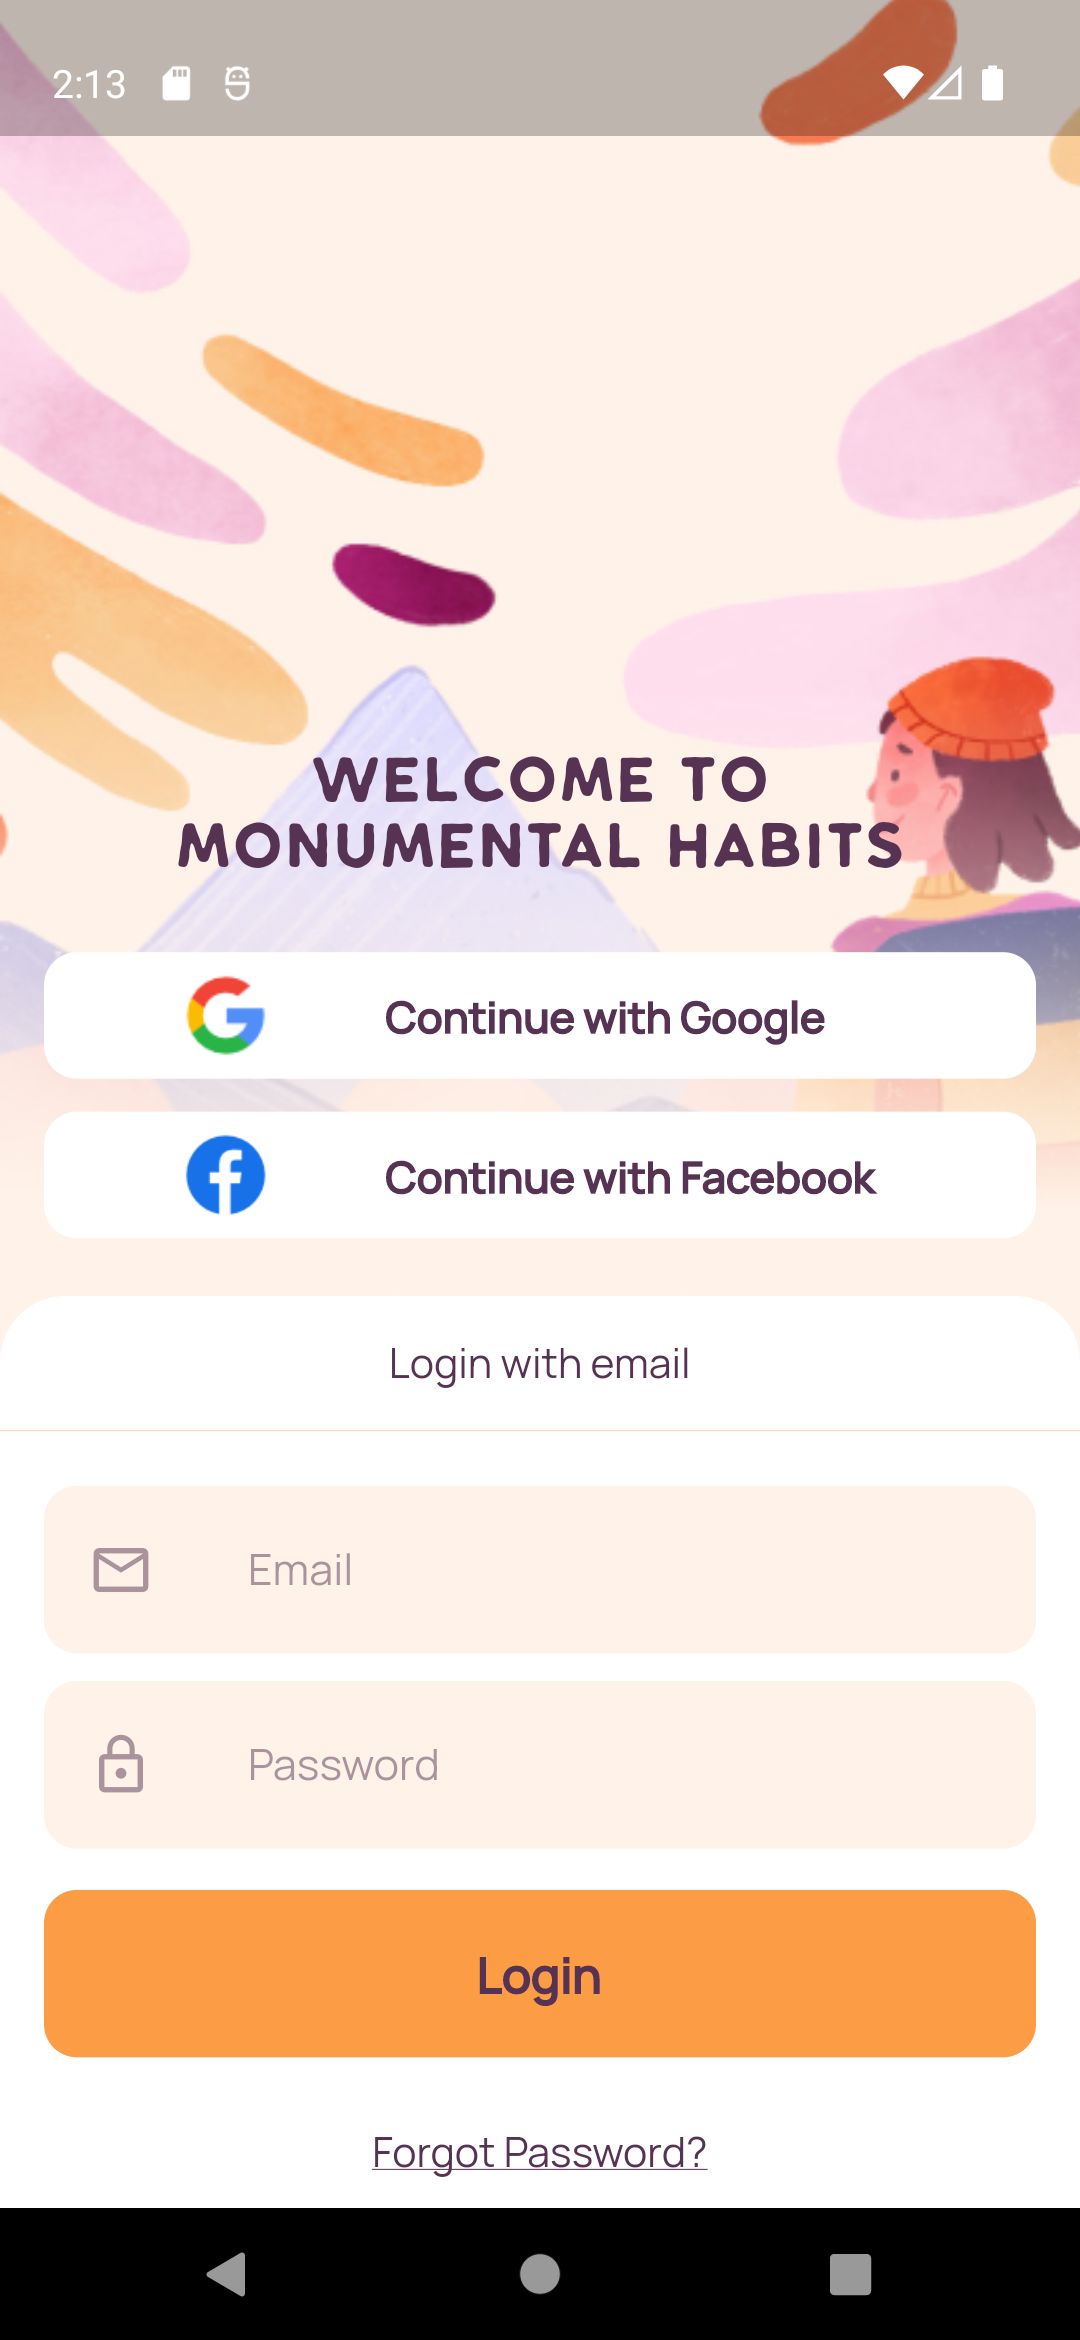 2:13
WELCOME TO
MONUMENTAL HABITS
Continue with Google
Continue with Facebook
Login with email
Email
Password
Login
Forgot Password?